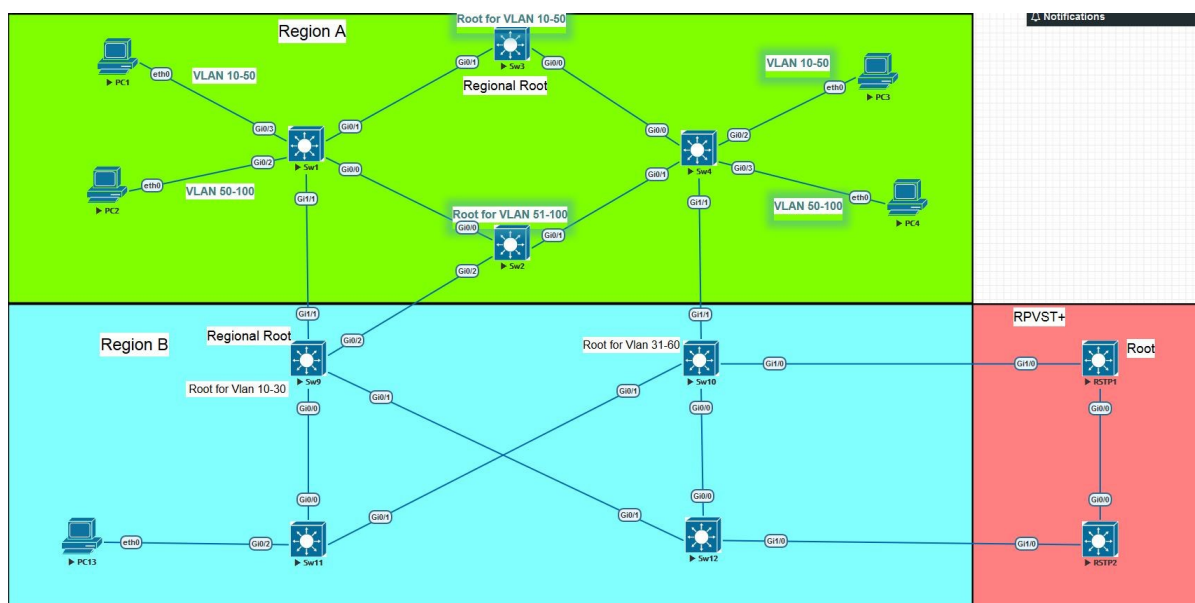 Root for VLAN 10-50
Notifications
Region A
Sw3
Gi0/1
Gi0/0
Regional Root
eth0
PC1
VLAN 10-50
VLAN 10-50
eth0
PC3
Gi0/3
Gi0/1
Gi0/0
Gi0/2
Gi0/2
Sw1
Gi0/0
Sw4
Gi0/3
Gi0/1
eth0
PC2
VLAN 50-100
Gi1/1
Root for VLAN 51-100
Gi1/1
VLAN 50-100
eth0
PC4
Gi0/0
Gi0/1
Sw2
Gi0/2
Gi1/1
Gi1/1
RPVST+
Region B
Regional Root
Gi0/2
Root for Vlan 31-60
Root
Sw9
Sw10
Gi1/0
Gi1/0
RSTP1
Root for Vlan 10-30
Gi0/1
Gi0/1
Gi0/0
Gi0/0
Gi0/0
Gi0/0
Gi0/0
Gi0/1
Gi0/1
Gi0/0
eth0
Gi0/2
PC13
Sw11
Sw12
Gi1/0
Gi1/0
RSTP2